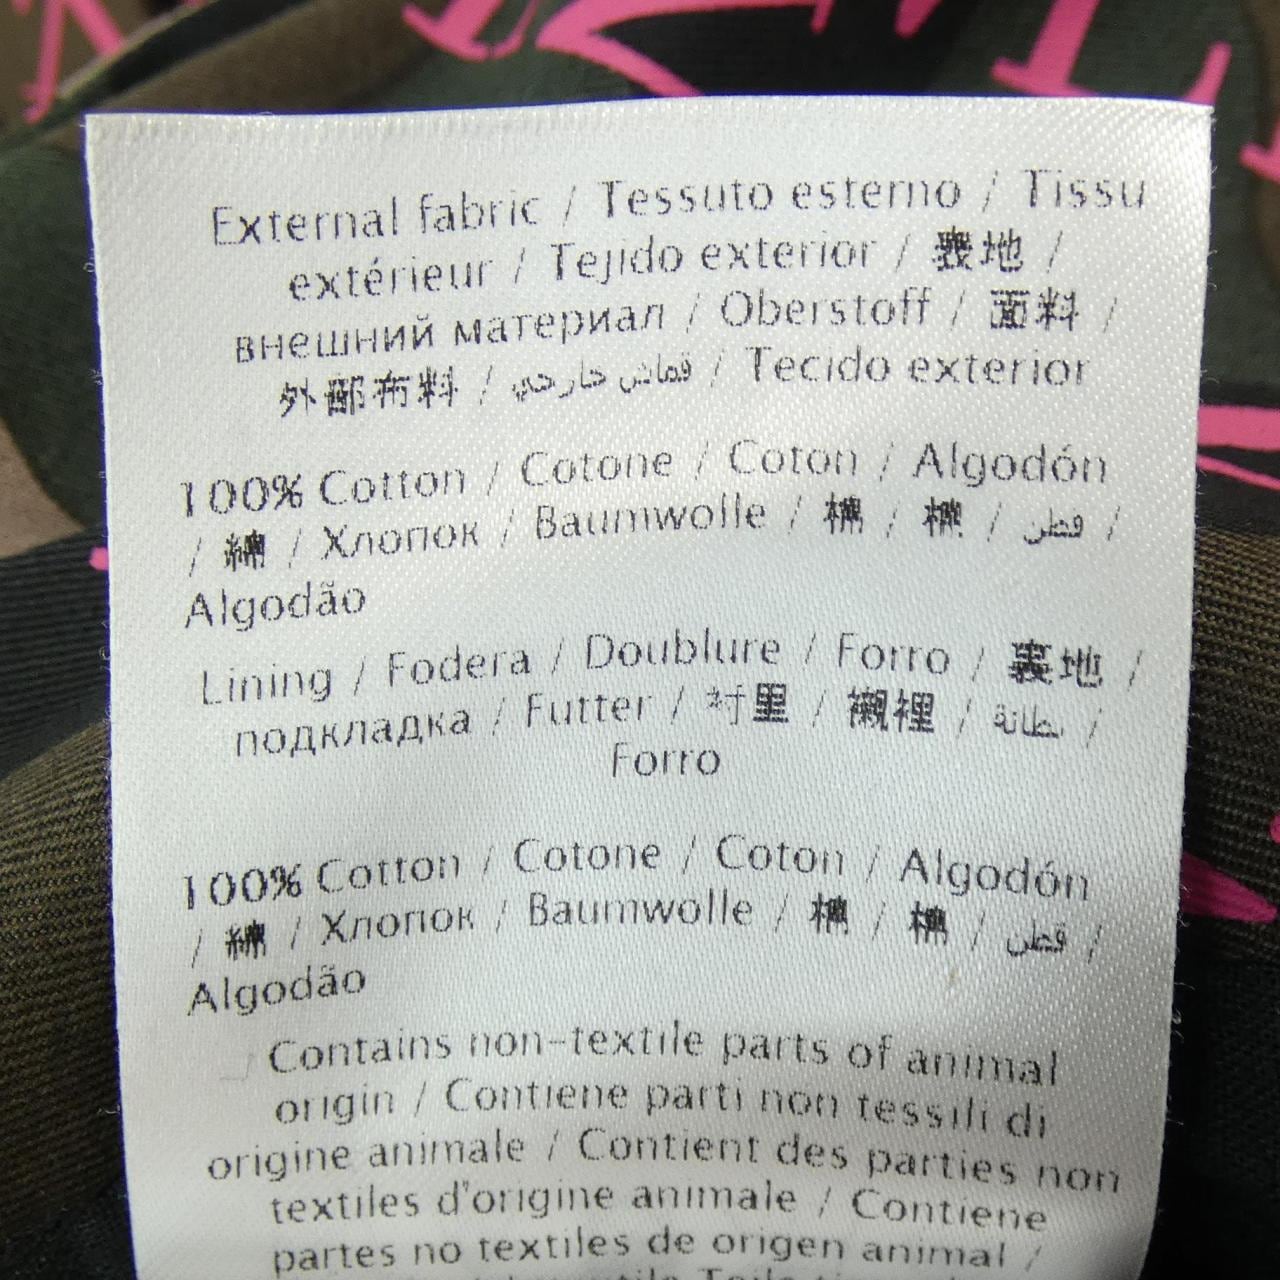 External fabric / Tessuto esterno / Tissu
extérieur / Tejido exterior / 表地 /
внешний материал / Oberstoff / 面料 /
外部布料 / قماش خارجي / Tecido exterior
100% Cotton / Cotone / Coton / Algodón
/ 綿 / Хлопок / Baumwolle / 棉 / 棉 / قطن /
Algodão
Lining / Fodera / Doublure / Forro / 裏地 /
подкладка / Futter / 衬里 / 襯裡 / بطانة /
Forro
100% Cotton / Cotone / Coton / Algodón
/ 綿 / Хлопок / Baumwolle / 棉 / 棉 / قطن /
Algodão
Contains non-textile parts of animal
origin / Contiene parti non tessili di
origine animale / Contient des parties non
textiles d'origine animale / Contiene
partes no textiles de origen animal /